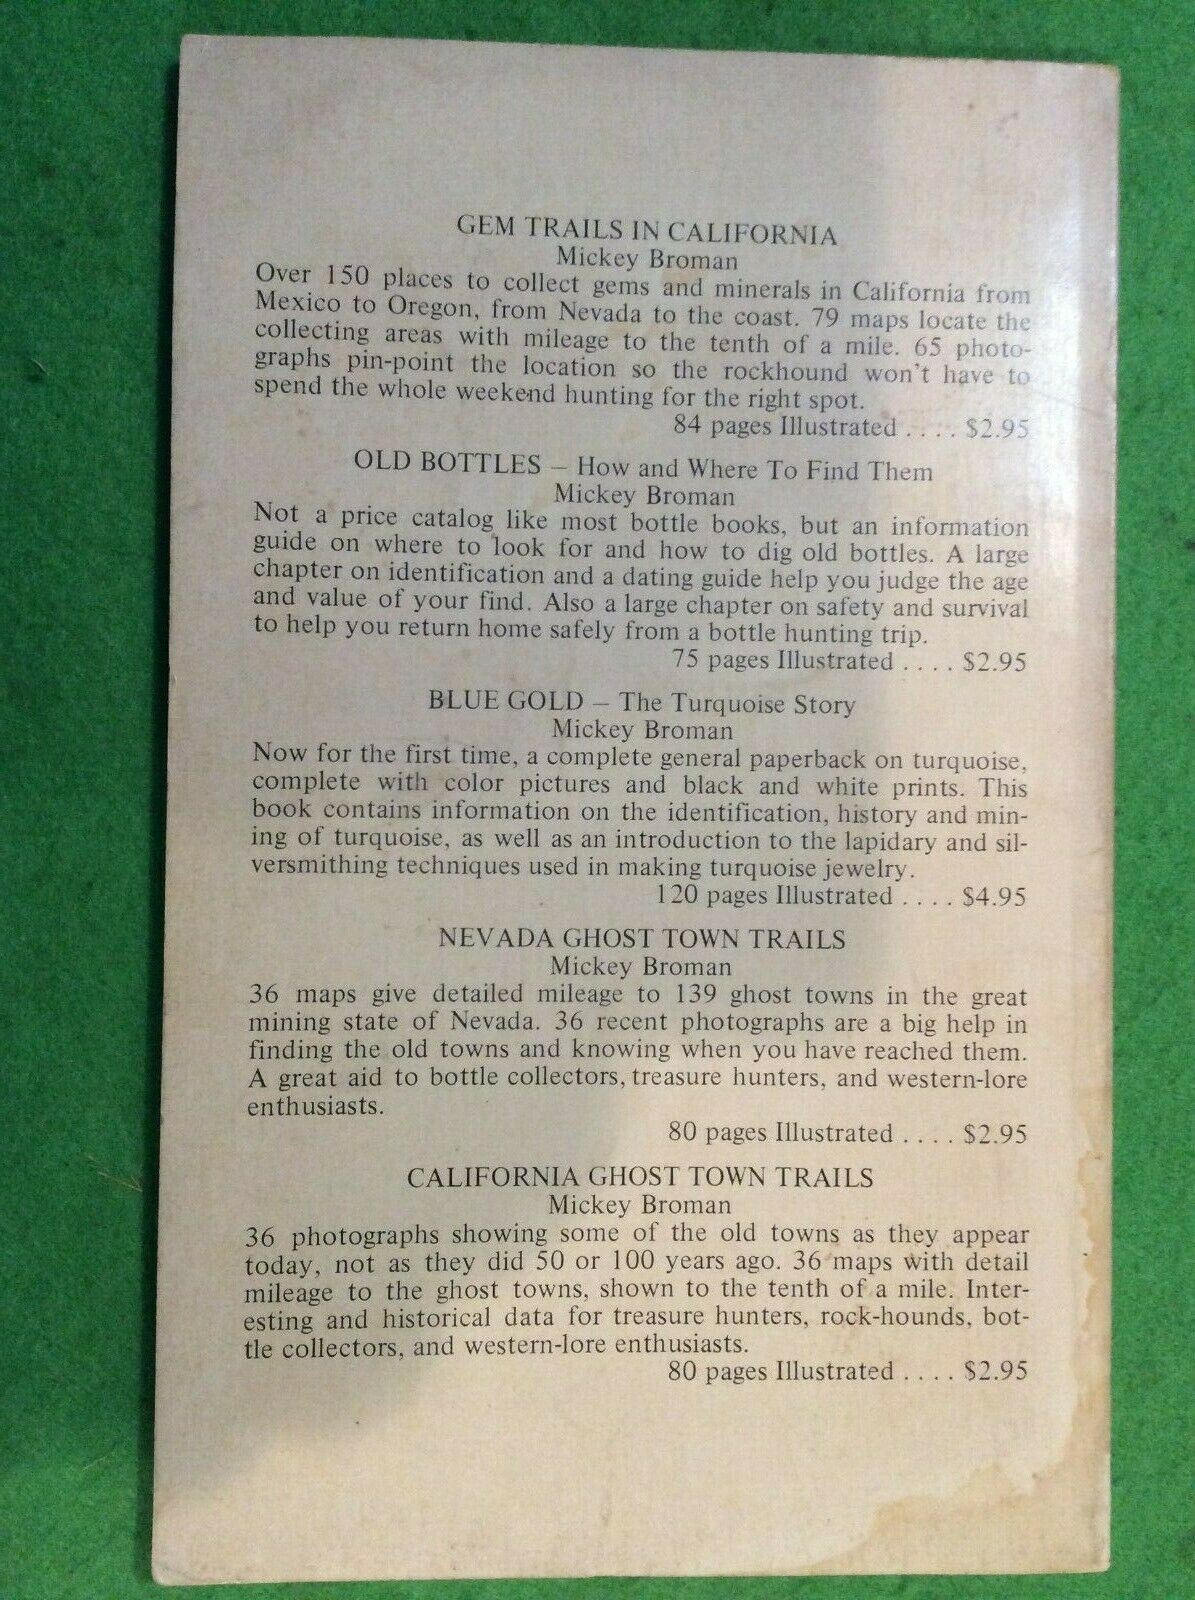 GEM TRAILS IN CALIFORNIA
Mickey Broman
Over 150 places to collect gems and minerals in California from
Mexico to Oregon, from Nevada to the coast. 79 maps locate the
collecting areas with mileage to the tenth of a mile. 65 photo-
graphs pin-point the location so the rockhound won't have to
spend the whole weekend hunting for the right spot.
84 pages Illustrated . . . . $2.95
OLD BOTTLES – How and Where To Find Them
Mickey Broman
Not a price catalog like most bottle books, but an information
guide on where to look for and how to dig old bottles. A large
chapter on identification and a dating guide help you judge the age
and value of your find. Also a large chapter on safety and survival
to help you return home safely from a bottle hunting trip.
75 pages Illustrated . . . . $2.95
BLUE GOLD – The Turquoise Story
Mickey Broman
Now for the first time, a complete general paperback on turquoise,
complete with color pictures and black and white prints. This
book contains information on the identification, history and min-
ing of turquoise, as well as an introduction to the lapidary and sil-
versmithing techniques used in making turquoise jewelry.
120 pages Illustrated . . . . $4.95
NEVADA GHOST TOWN TRAILS
Mickey Broman
36 maps give detailed mileage to 139 ghost towns in the great
mining state of Nevada. 36 recent photographs are a big help in
finding the old towns and knowing when you have reached them.
A great aid to bottle collectors, treasure hunters, and western-lore
enthusiasts.
80 pages Illustrated . . . . $2.95
CALIFORNIA GHOST TOWN TRAILS
Mickey Broman
36 photographs showing some of the old towns as they appear
today, not as they did 50 or 100 years ago. 36 maps with detail
mileage to the ghost towns, shown to the tenth of a mile. Inter-
esting and historical data for treasure hunters, rock-hounds, bot-
tle collectors, and western-lore enthusiasts.
80 pages Illustrated . . . . $2.95